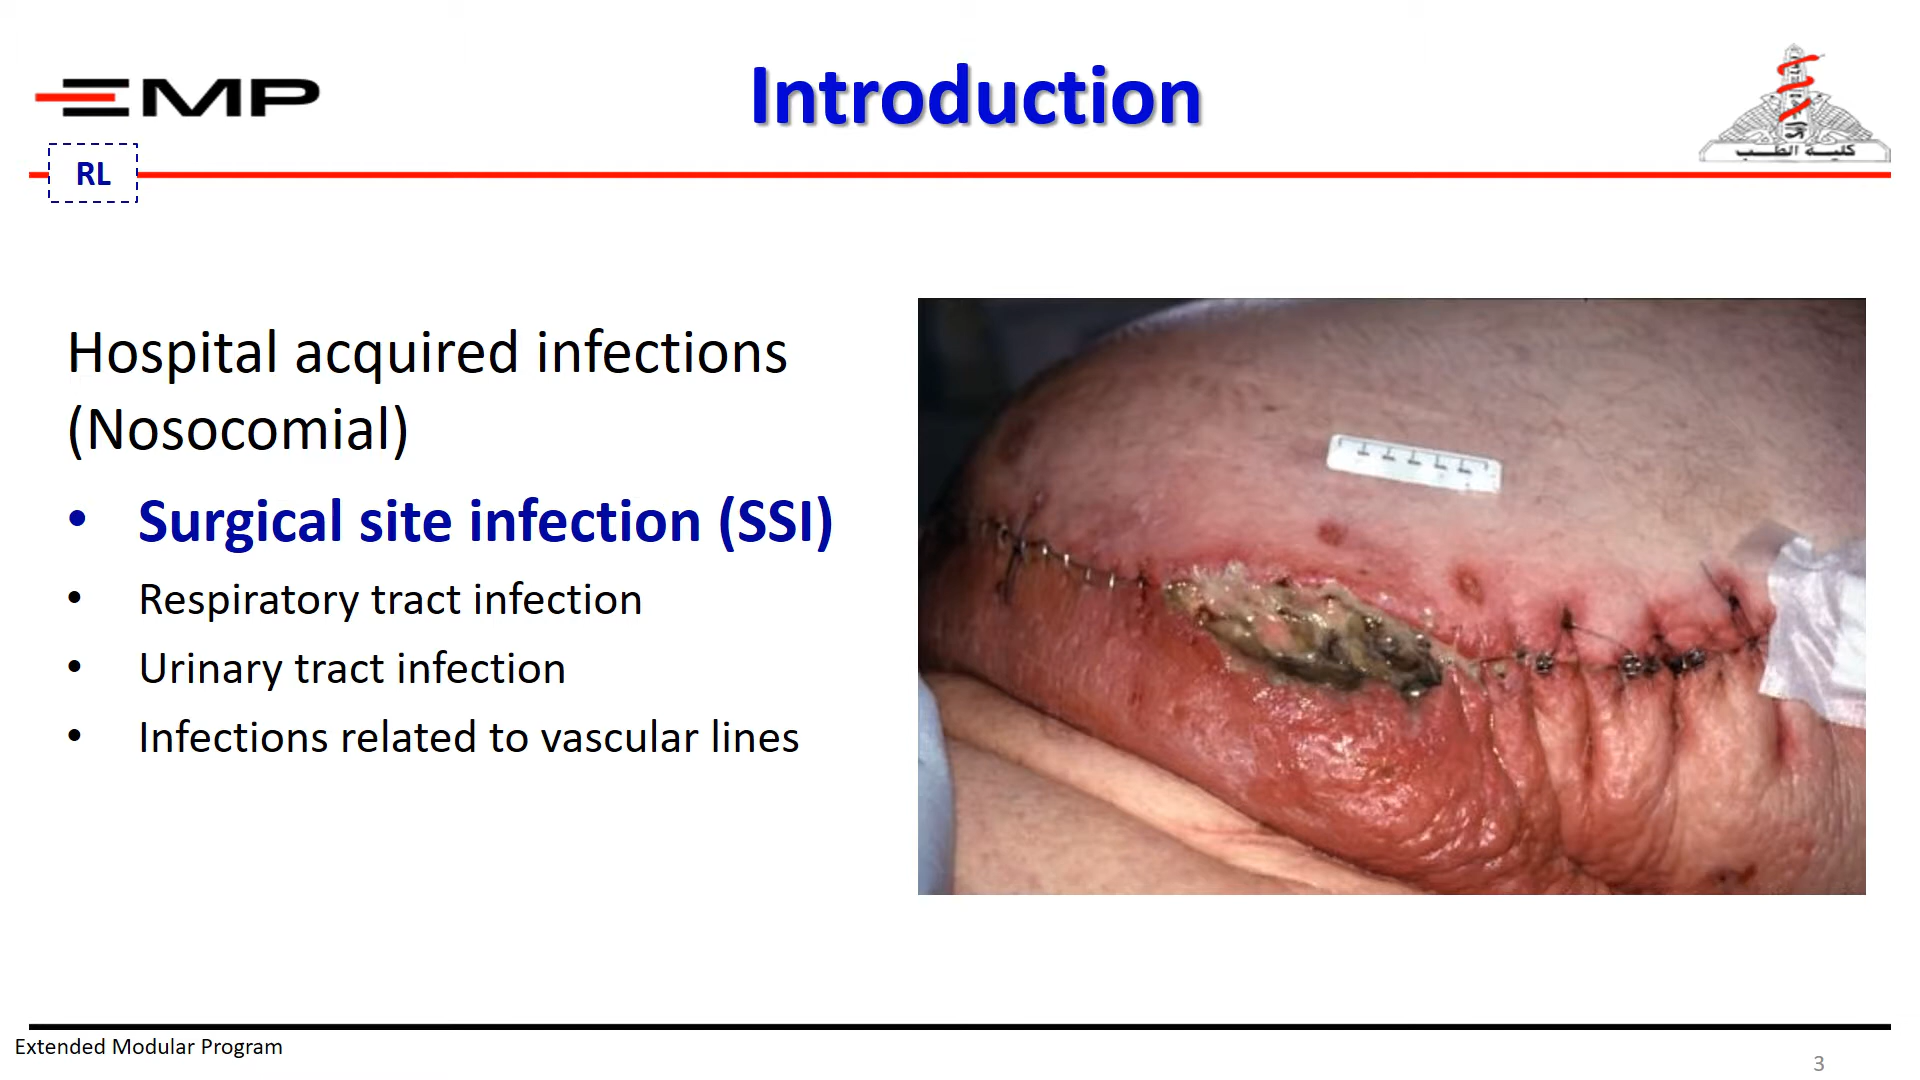 EMP
Introduction
كلية الطب
RL
Hospital acquired infections
(Nosocomial)
• Surgical site infection (SSI)
• Respiratory tract infection
• Urinary tract infection
• Infections related to vascular lines
Extended Modular Program
3